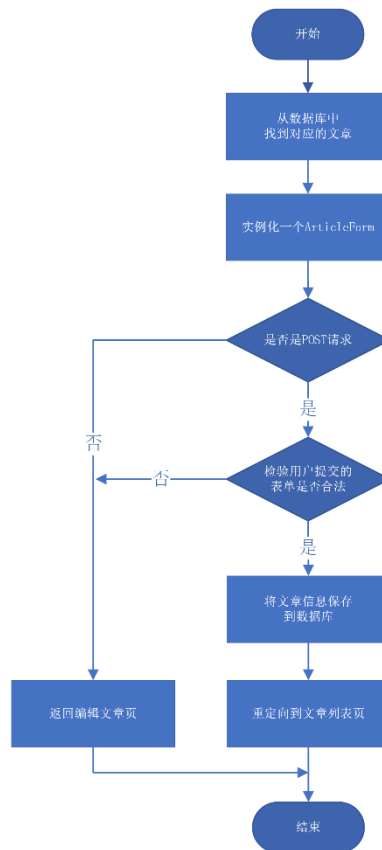 开始
从数据库中
找到对应的文章
实例化一个ArticleForm
是否是POST请求
否
是
检验用户提交的
表单是否合法
否
是
将文章信息保存
到数据库
返回编辑文章页
重定向到文章列表页
结束